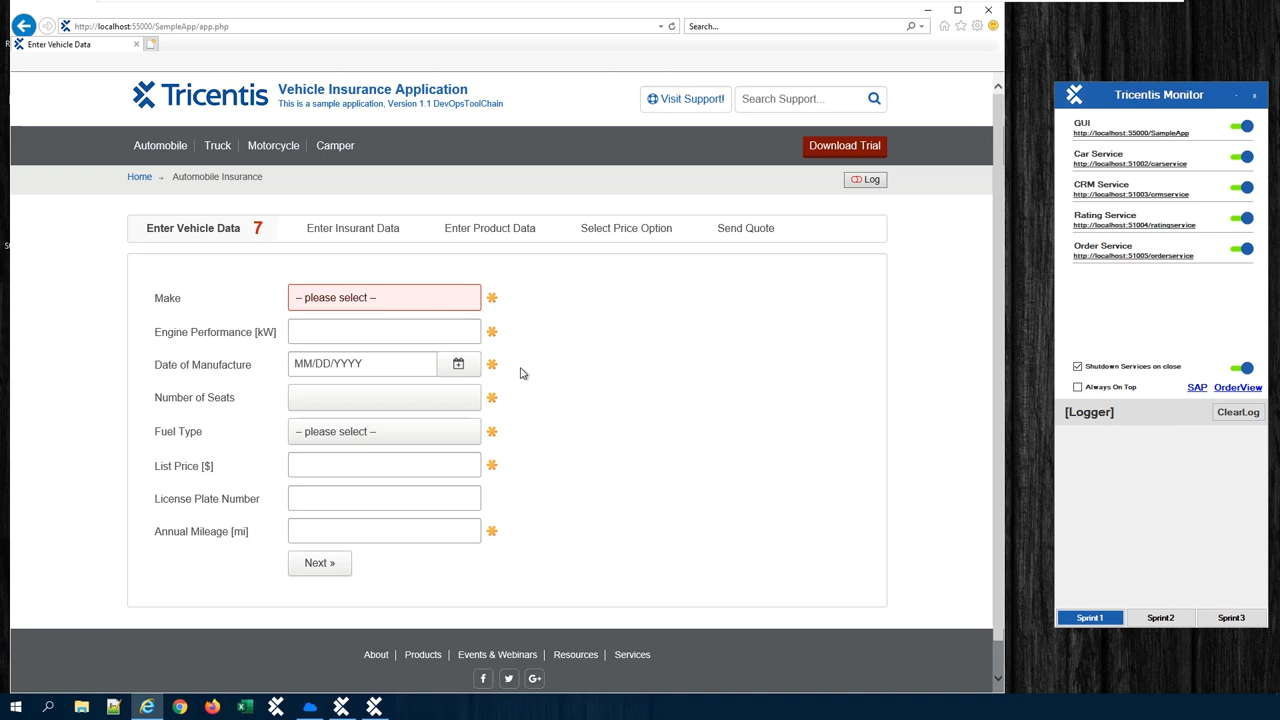 http://localhost:55000/SampleApp/app.php
Search...
Enter Vehicle Data
Tricentis
Vehicle Insurance Application
This is a sample application, Version 1.1 DevOpsToolChain
Visit Support!
Search Support...
Automobile
Truck
Motorcycle
Camper
Download Trial
Home → Automobile Insurance
Log
Enter Vehicle Data 7
Enter Insurant Data
Enter Product Data
Select Price Option
Send Quote
Make
– please select –
Engine Performance [kW]
Date of Manufacture
MM/DD/YYYY
Number of Seats
Fuel Type
– please select –
List Price [$]
License Plate Number
Annual Mileage [mi]
Next »
About
Products
Events & Webinars
Resources
Services
Tricentis Monitor
- x
GUI
http://localhost:55000/SampleApp
Car Service
http://localhost:51002/carservice
CRM Service
http://localhost:51003/crmservice
Rating Service
http://localhost:51004/ratingservice
Order Service
http://localhost:51005/orderservice
Shutdown Services on close
Always On Top
SAP
OrderView
[Logger]
ClearLog
Sprint1
Sprint2
Sprint3